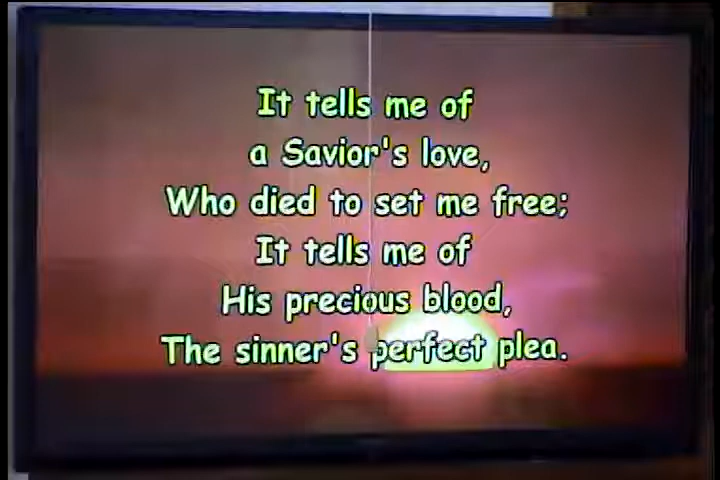 It tells me of
a Savior's love,
Who died to set me free;
It tells me of
His precious blood,
The sinner's perfect plea.